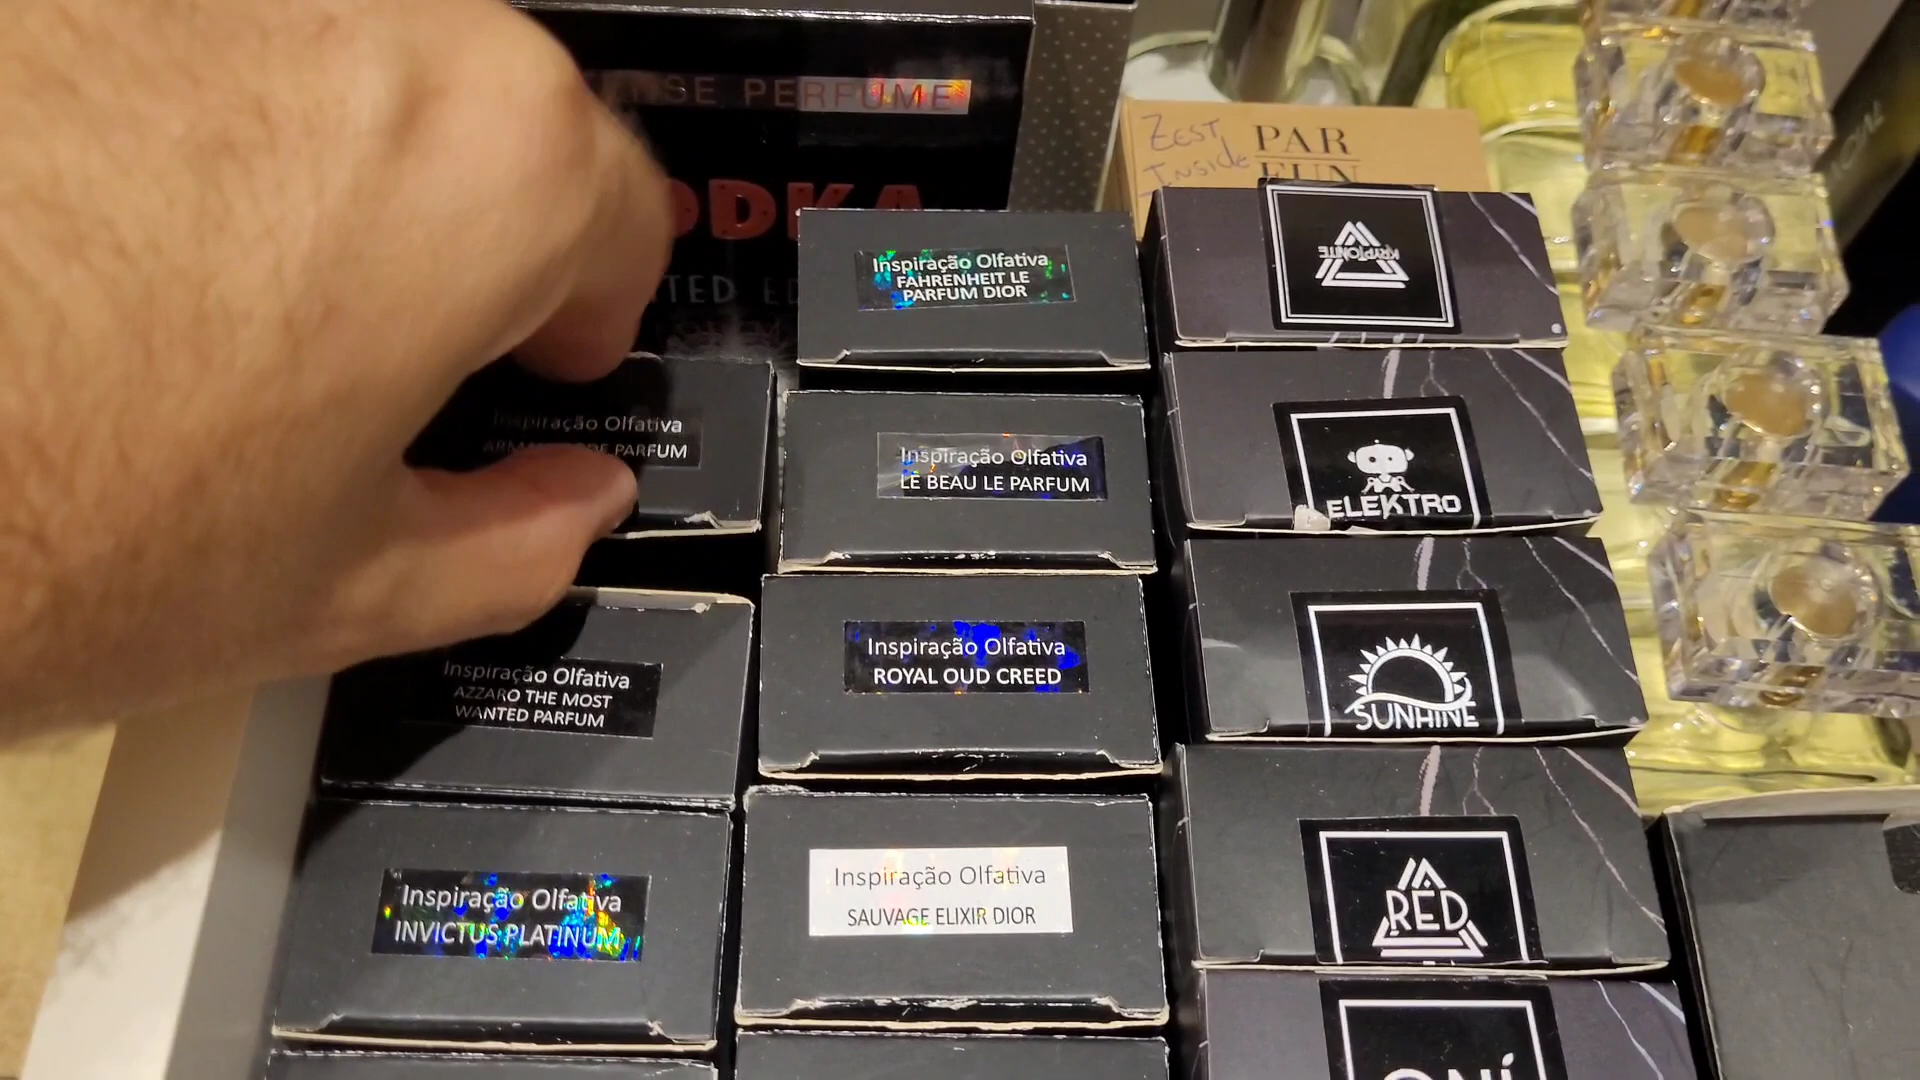 PERFUME
Zest
Inside
PAR
FUN
Inspiração Olfativa
FAHRENHEIT LE
PARFUM DIOR
KRYPTONITE
Inspiração Olfativa
PARFUM
Inspiração Olfativa
LE BEAU LE PARFUM
ELEKTRO
Inspiração Olfativa
AZZARO THE MOST
WANTED PARFUM
Inspiração Olfativa
ROYAL OUD CREED
SUNHINE
Inspiração Olfativa
INVICTUS PLATINUM
Inspiração Olfativa
SAUVAGE ELIXIR DIOR
RED